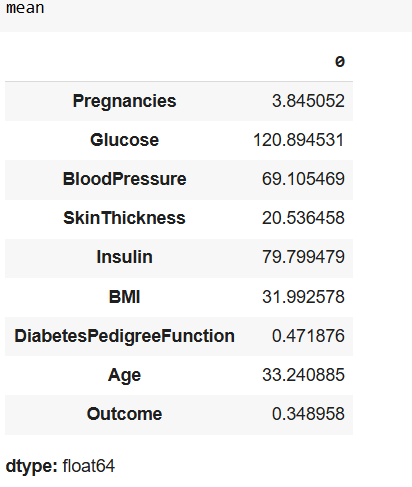 mean
0
Pregnancies 3.845052
Glucose 120.894531
BloodPressure 69.105469
SkinThickness 20.536458
Insulin 79.799479
BMI 31.992578
DiabetesPedigreeFunction 0.471876
Age 33.240885
Outcome 0.348958
dtype: float64